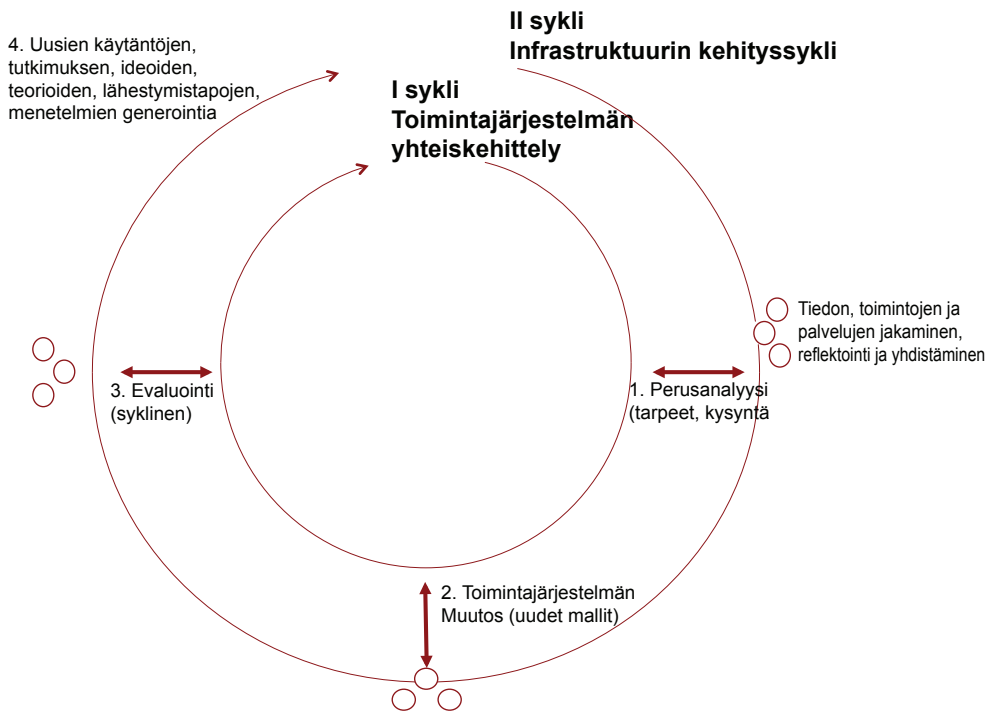 II sykli
Infrastruktuurin kehityssykli
4. Uusien käytäntöjen,
tutkimuksen, ideoiden,
teorioiden, lähestymistapojen,
menetelmien generointia
I sykli
Toimintajärjestelmän
yhteiskehittely
Tiedon, toimintojen ja
palvelujen jakaminen,
reflektointi ja yhdistäminen
3. Evaluointi
(syklinen)
1. Perusanalyysi
(tarpeet, kysyntä
2. Toimintajärjestelmän
Muutos (uudet mallit)